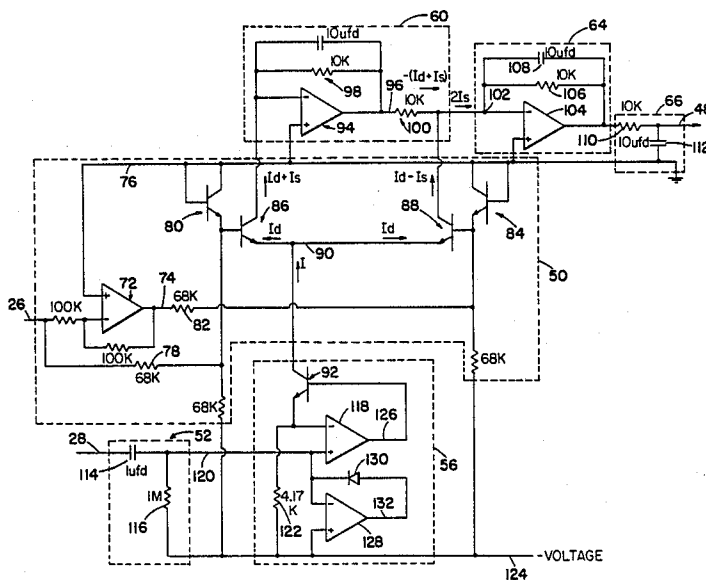 60
64
10ufd
10K
98
96
-(Id+Is)
94
10K
100
2Is
102
10ufd
108
10K
106
104
66
10K
110
48
10ufd
112
76
80
Id+Is
86
Id-Is
88
84
Id
90
Id
I
50
26
100K
72
74
68K
82
100K
78
68K
68K
68K
92
118
126
56
28
52
114
1ufd
120
130
1M
116
4.17
K
122
132
128
-VOLTAGE
124